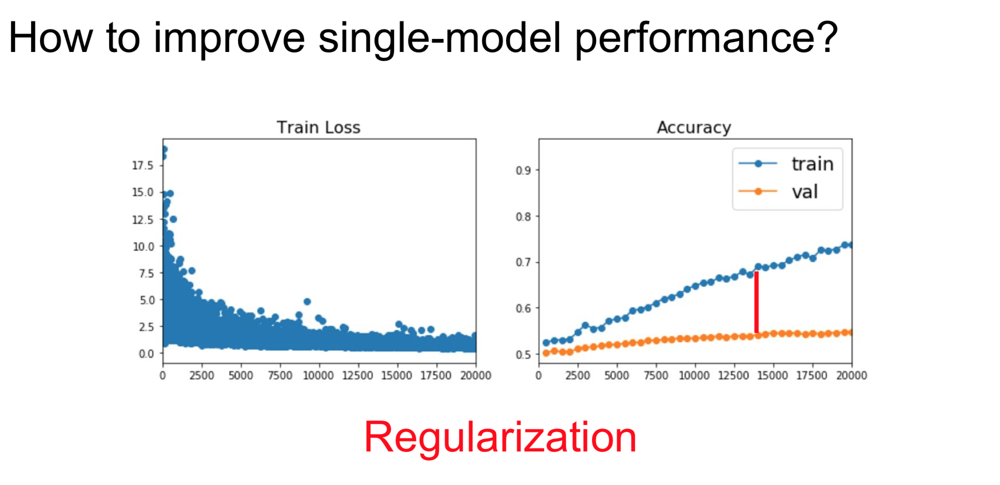 How to improve single-model performance?
Train Loss
17.5
15.0
12.5
10.0
7.5
5.0
2.5
0.0
0 2500 5000 7500 10000 12500 15000 17500 20000
Accuracy
train
val
0.9
0.8
0.7
0.6
0.5
0 2500 5000 7500 10000 12500 15000 17500 20000
Regularization